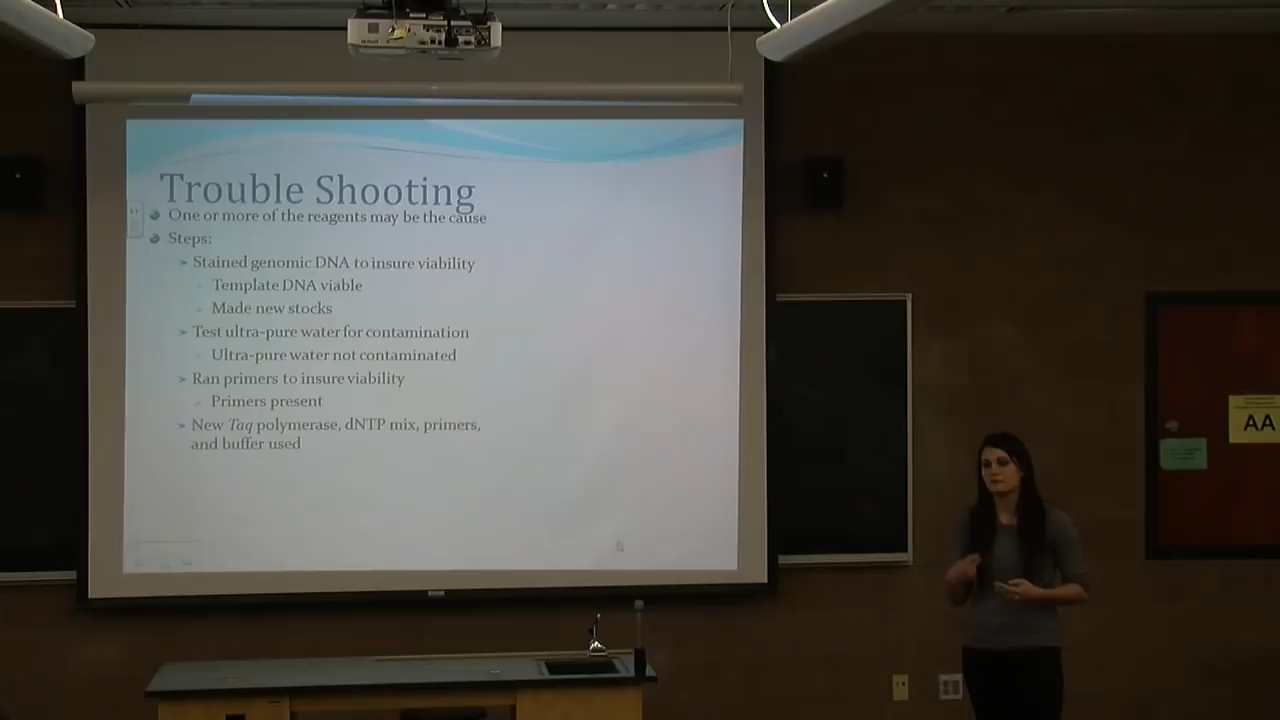 Trouble Shooting
One or more of the reagents may be the cause
Steps:
Stained genomic DNA to insure viability
Template DNA viable
Made new stocks
Test ultra-pure water for contamination
Ultra-pure water not contaminated
Ran primers to insure viability
Primers present
New Taq polymerase, dNTP mix, primers,
and buffer used
AA